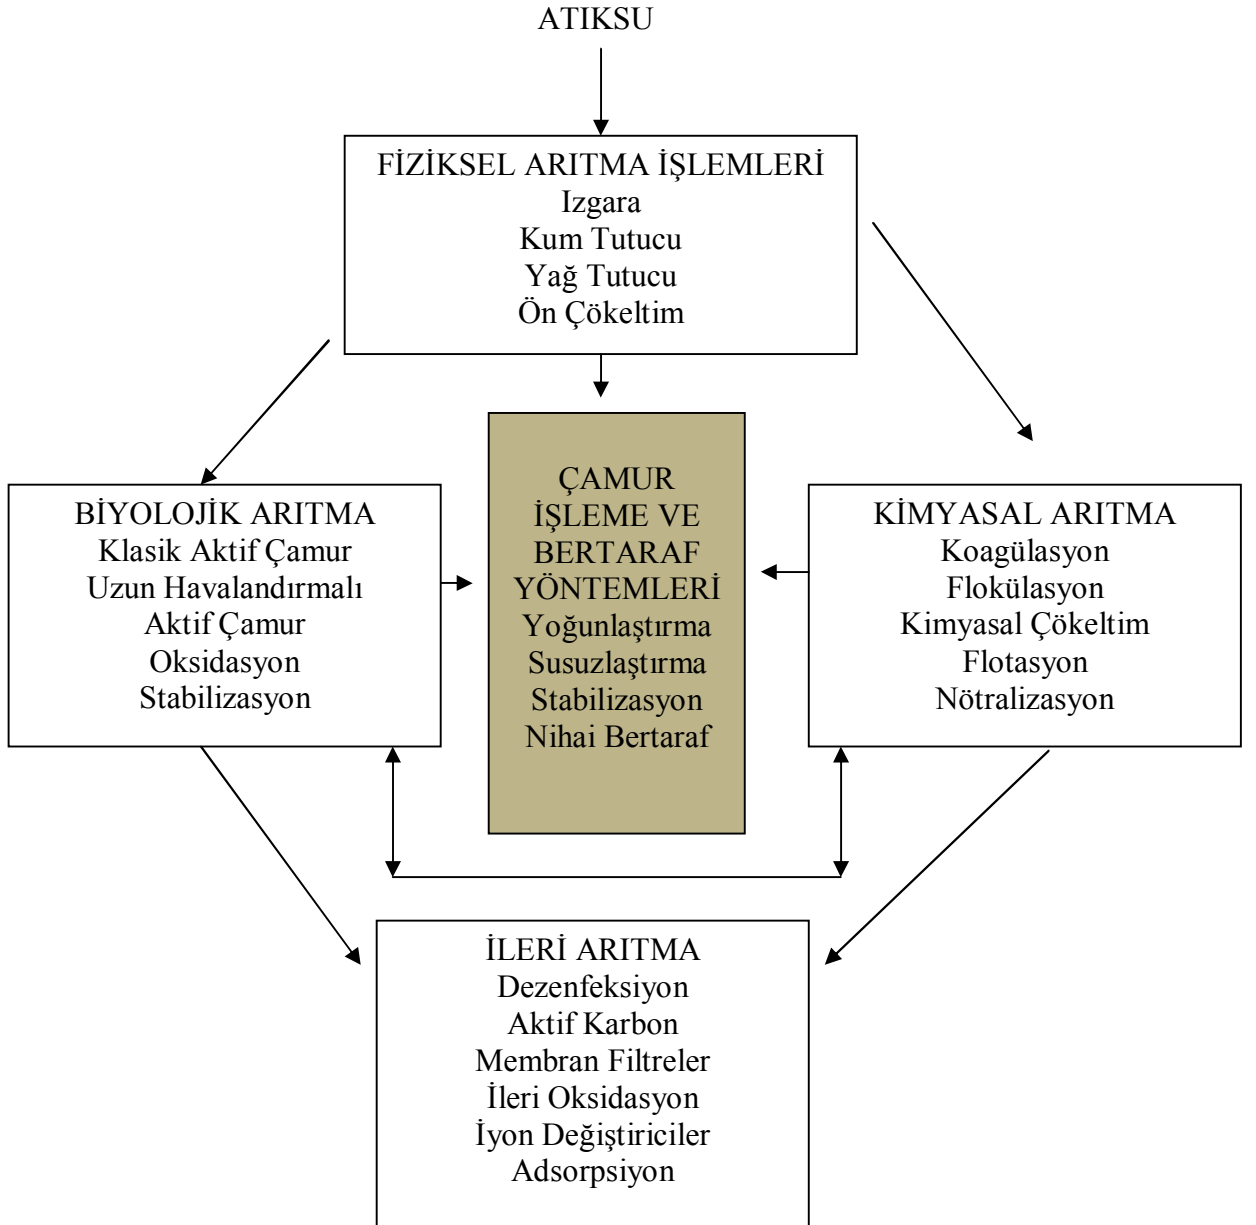 ATIKSU
FİZİKSEL ARITMA İŞLEMLERİ
Izgara
Kum Tutucu
Yağ Tutucu
Ön Çökeltim
BİYOLOJİK ARITMA
Klasik Aktif Çamur
Uzun Havalandırmalı
Aktif Çamur
Oksidasyon
Stabilizasyon
ÇAMUR
İŞLEME VE
BERTARAF
YÖNTEMLERİ
Yoğunlaştırma
Susuzlaştırma
Stabilizasyon
Nihai Bertaraf
KİMYASAL ARITMA
Koagülasyon
Flokülasyon
Kimyasal Çökeltim
Flotasyon
Nötralizasyon
İLERİ ARITMA
Dezenfeksiyon
Aktif Karbon
Membran Filtreler
İleri Oksidasyon
İyon Değiştiriciler
Adsorpsiyon